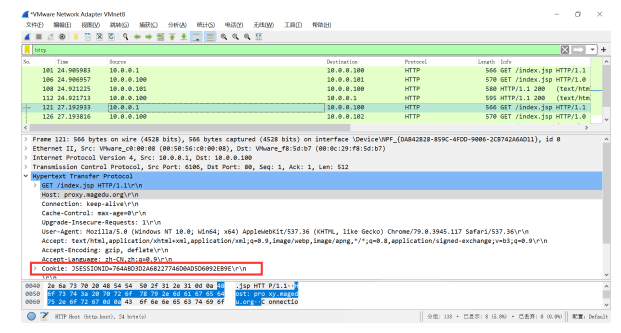 *VMware Network Adapter VMnet8
文件(F) 编辑(E) 视图(V) 跳转(G) 捕获(C) 分析(A) 统计(S) 电话(Y) 无线(W) 工具(T) 帮助(H)
http
No. Time Source Destination Protocol Length Info
101 24.905983 10.0.0.1 10.0.0.100 HTTP 566 GET /index.jsp HTTP/1.1
106 24.906957 10.0.0.100 10.0.0.101 HTTP 570 GET /index.jsp HTTP/1.0
108 24.921225 10.0.0.101 10.0.0.100 HTTP 580 HTTP/1.1 200 (text/htm
112 24.921713 10.0.0.100 10.0.0.1 HTTP 595 HTTP/1.1 200 (text/htm
121 27.192933 10.0.0.1 10.0.0.100 HTTP 566 GET /index.jsp HTTP/1.1
126 27.193816 10.0.0.100 10.0.0.101 HTTP 570 GET /index.jsp HTTP/1.0
Frame 121: 566 bytes on wire (4528 bits), 566 bytes captured (4528 bits) on interface \Device\NPF_{DAB42B28-859C-4FDD-9006-2CB742A6AD11}, id 0
Ethernet II, Src: VMware_c0:00:08 (00:50:56:c0:00:08), Dst: VMware_f8:5d:b7 (00:0c:29:f8:5d:b7)
Internet Protocol Version 4, Src: 10.0.0.1, Dst: 10.0.0.100
Transmission Control Protocol, Src Port: 6106, Dst Port: 80, Seq: 1, Ack: 1, Len: 512
Hypertext Transfer Protocol
GET /index.jsp HTTP/1.1\r\n
Host: proxy.magedu.org\r\n
Connection: keep-alive\r\n
Cache-Control: max-age=0\r\n
Upgrade-Insecure-Requests: 1\r\n
User-Agent: Mozilla/5.0 (Windows NT 10.0; Win64; x64) AppleWebKit/537.36 (KHTML, like Gecko) Chrome/79.0.3945.117 Safari/537.36\r\n
Accept: text/html,application/xhtml+xml,application/xml;q=0.9,image/webp,image/apng,*/*;q=0.8,application/signed-exchange;v=b3;q=0.9\r\n
Accept-Encoding: gzip, deflate\r\n
Accept-Language: zh-CN,zh;q=0.9\r\n
Cookie: JSESSIONID=764ABD3D2A6B227746D0AD5D6092EB9E\r\n
\r\n
0040 2e 6a 73 70 20 48 54 54 50 2f 31 2e 31 0d 0a 48 .jsp HTT P/1.1··H
0050 6f 73 74 3a 20 70 72 6f 78 79 2e 6d 61 67 65 64 ost: pro xy.maged
0060 75 2e 6f 72 67 0d 0a 43 6f 6e 6e 65 63 74 69 6f u.org··C onnectio
HTTP Host (http.host), 24 byte(s) 分组: 138 · 已显示: 8 (5.8%) · 已丢弃: 0 (0.0%) 配置: Default